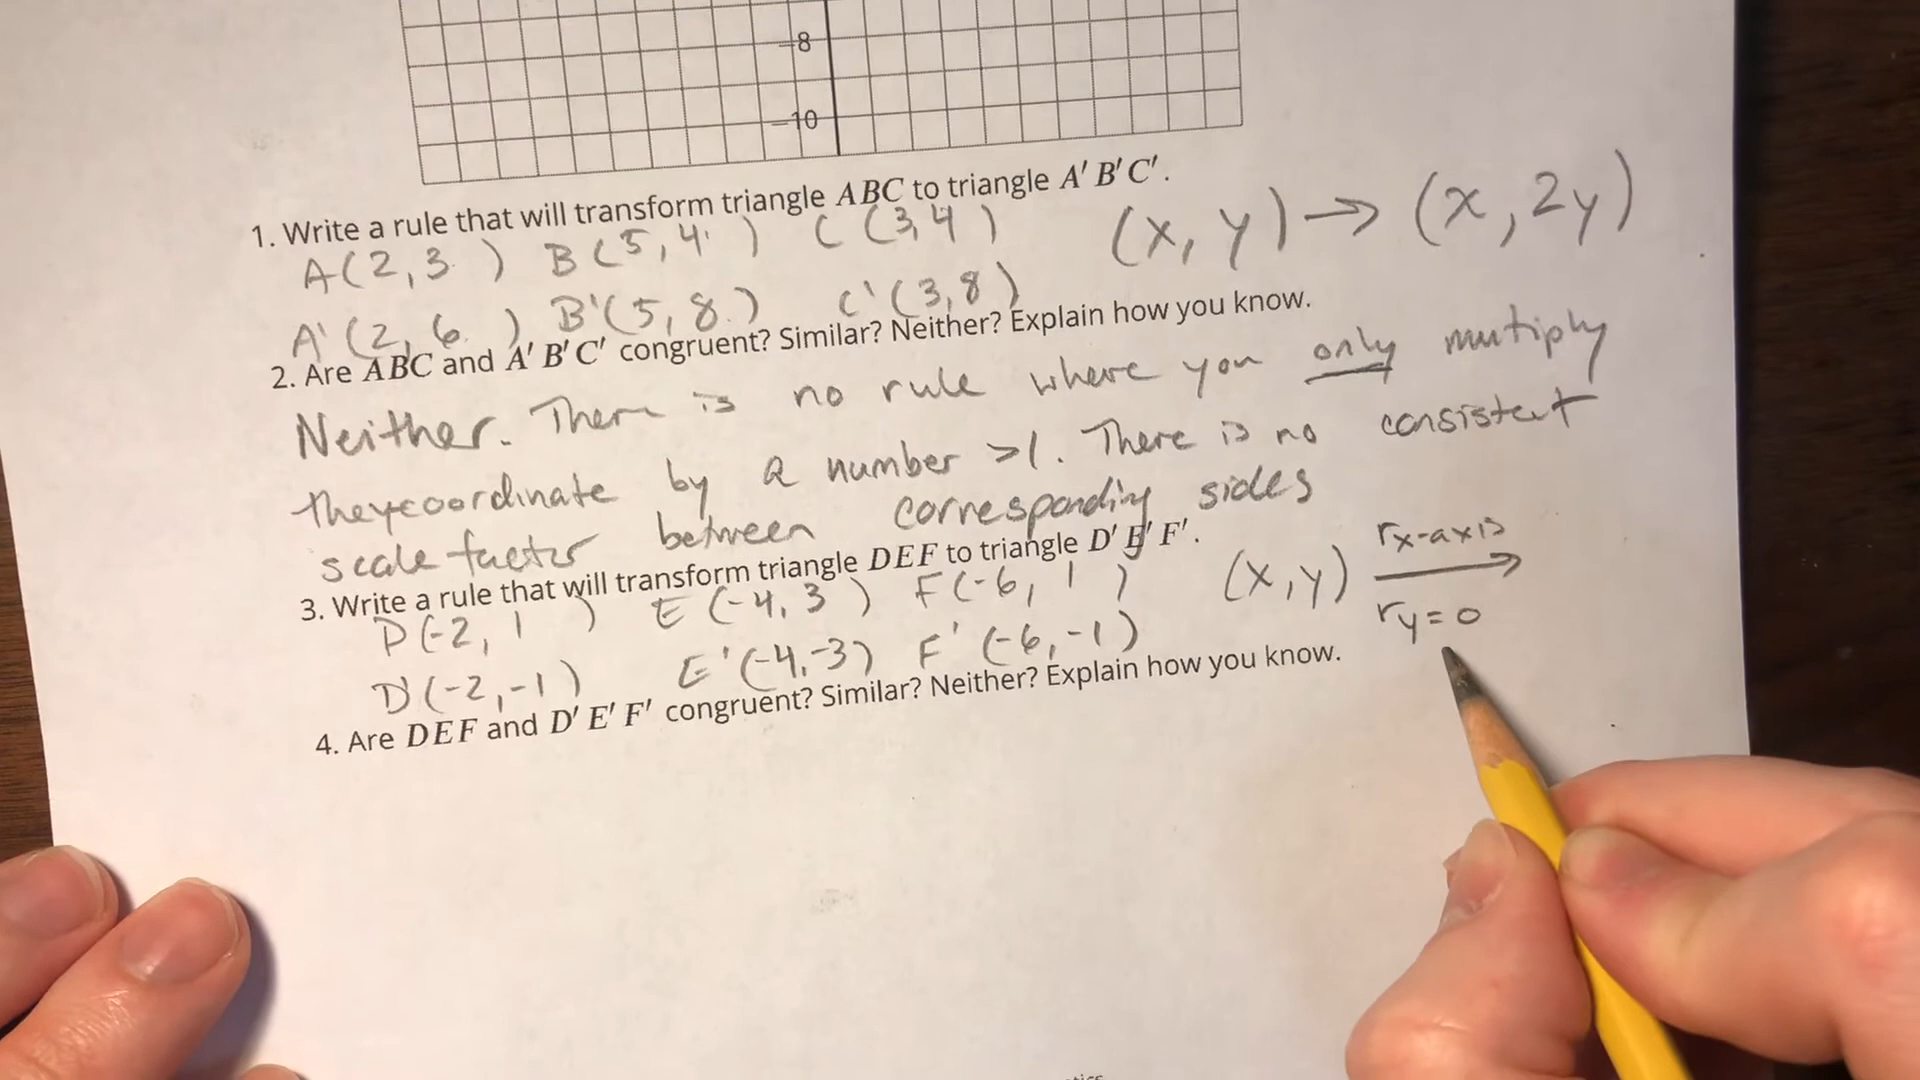 -8
-10
1. Write a rule that will transform triangle ABC to triangle A′B′C′.
A(2,3) B(5,4) C(3,4) (x,y)→(x,2y)
A'(2,6) B'(5,8) C'(3,8)
2. Are ABC and A′B′C′ congruent? Similar? Neither? Explain how you know.
Neither. There is no rule where you only multiply
the y coordinate by a number >1. There is no consistent
scale factor between corresponding sides
3. Write a rule that will transform triangle DEF to triangle D′E′F′.
D(-2,1) E(-4,3) F(-6,1) (x,y) → rx-axis
ry=0
D'(-2,-1) E'(-4,-3) F'(-6,-1)
4. Are DEF and D′E′F′ congruent? Similar? Neither? Explain how you know.